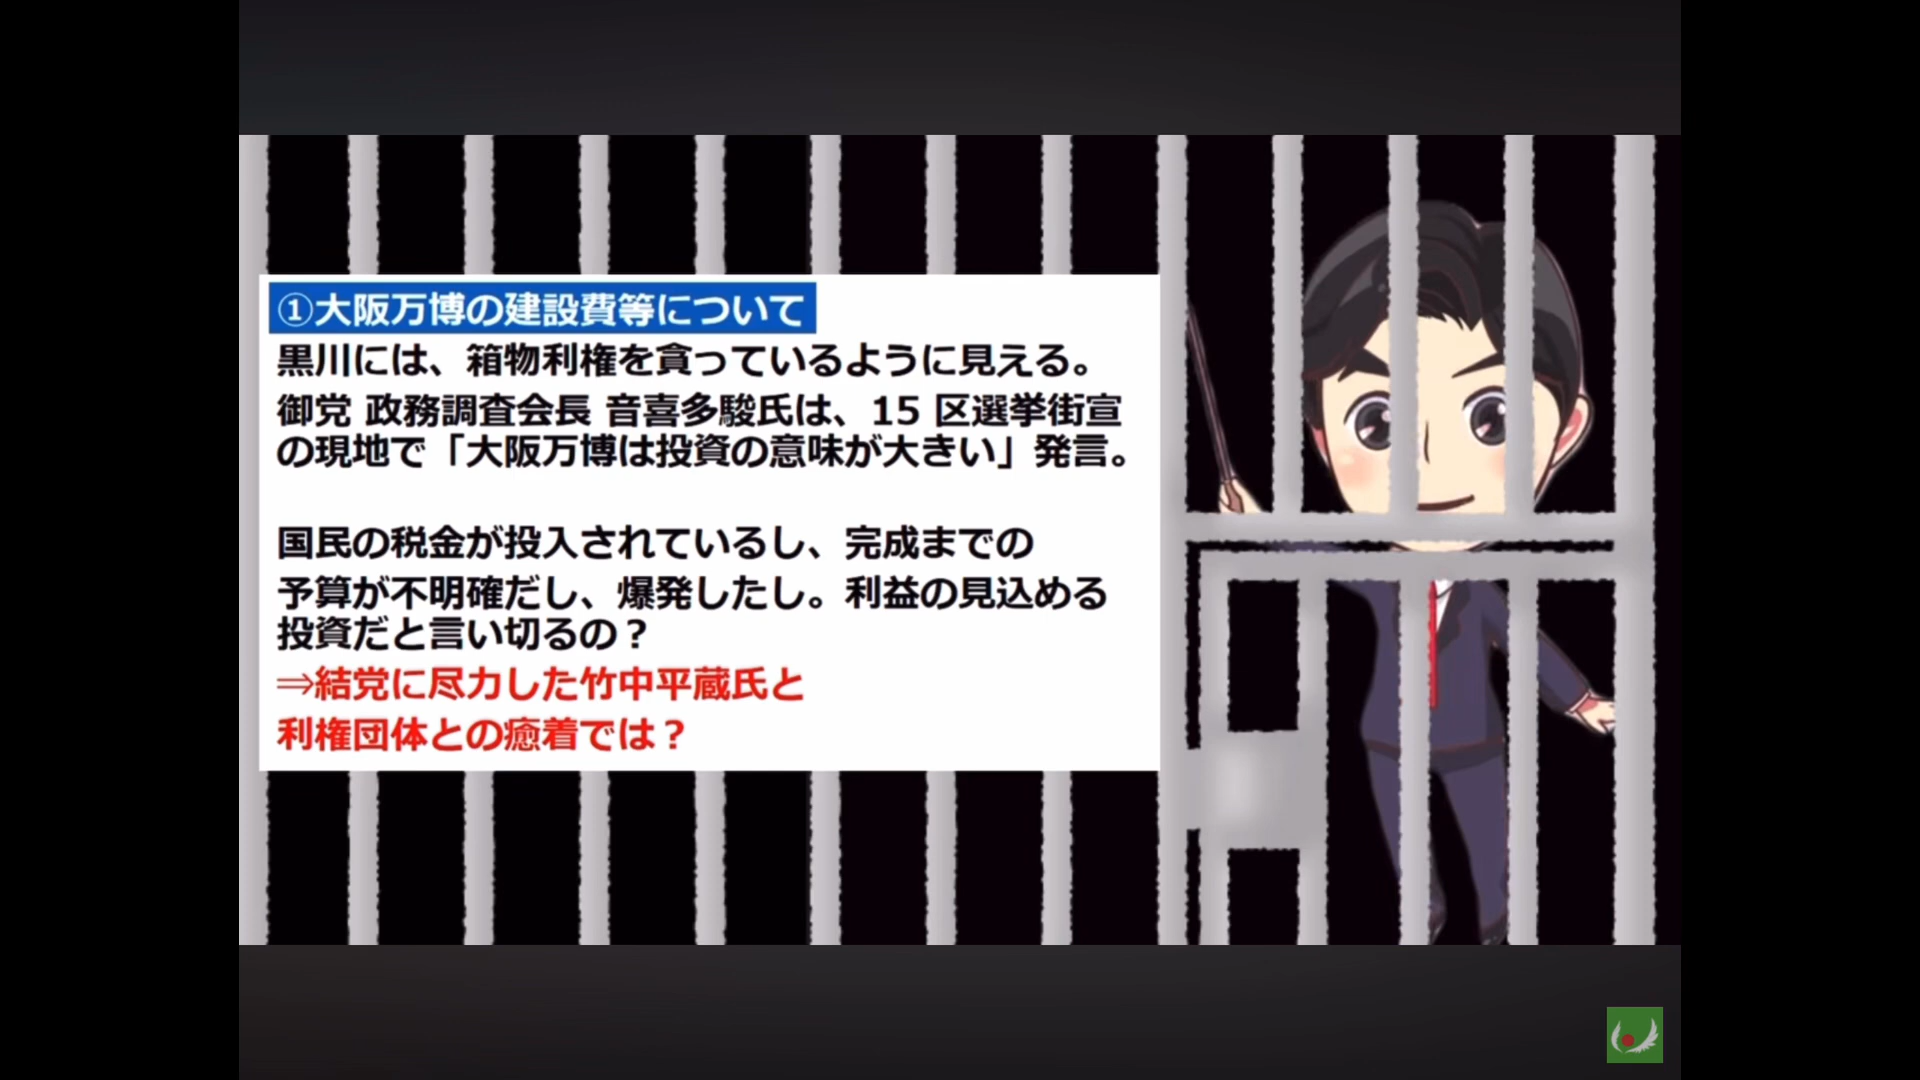 ①大阪万博の建設費等について
黒川には、箱物利権を貪っているように見える。
御党 政務調査会長 音喜多駿氏は、15 区選挙街宣
の現地で「大阪万博は投資の意味が大きい」発言。
国民の税金が投入されているし、完成までの
予算が不明確だし、爆発したし。利益の見込める
投資だと言い切るの？
⇒結党に尽力した竹中平蔵氏と
利権団体との癒着では？